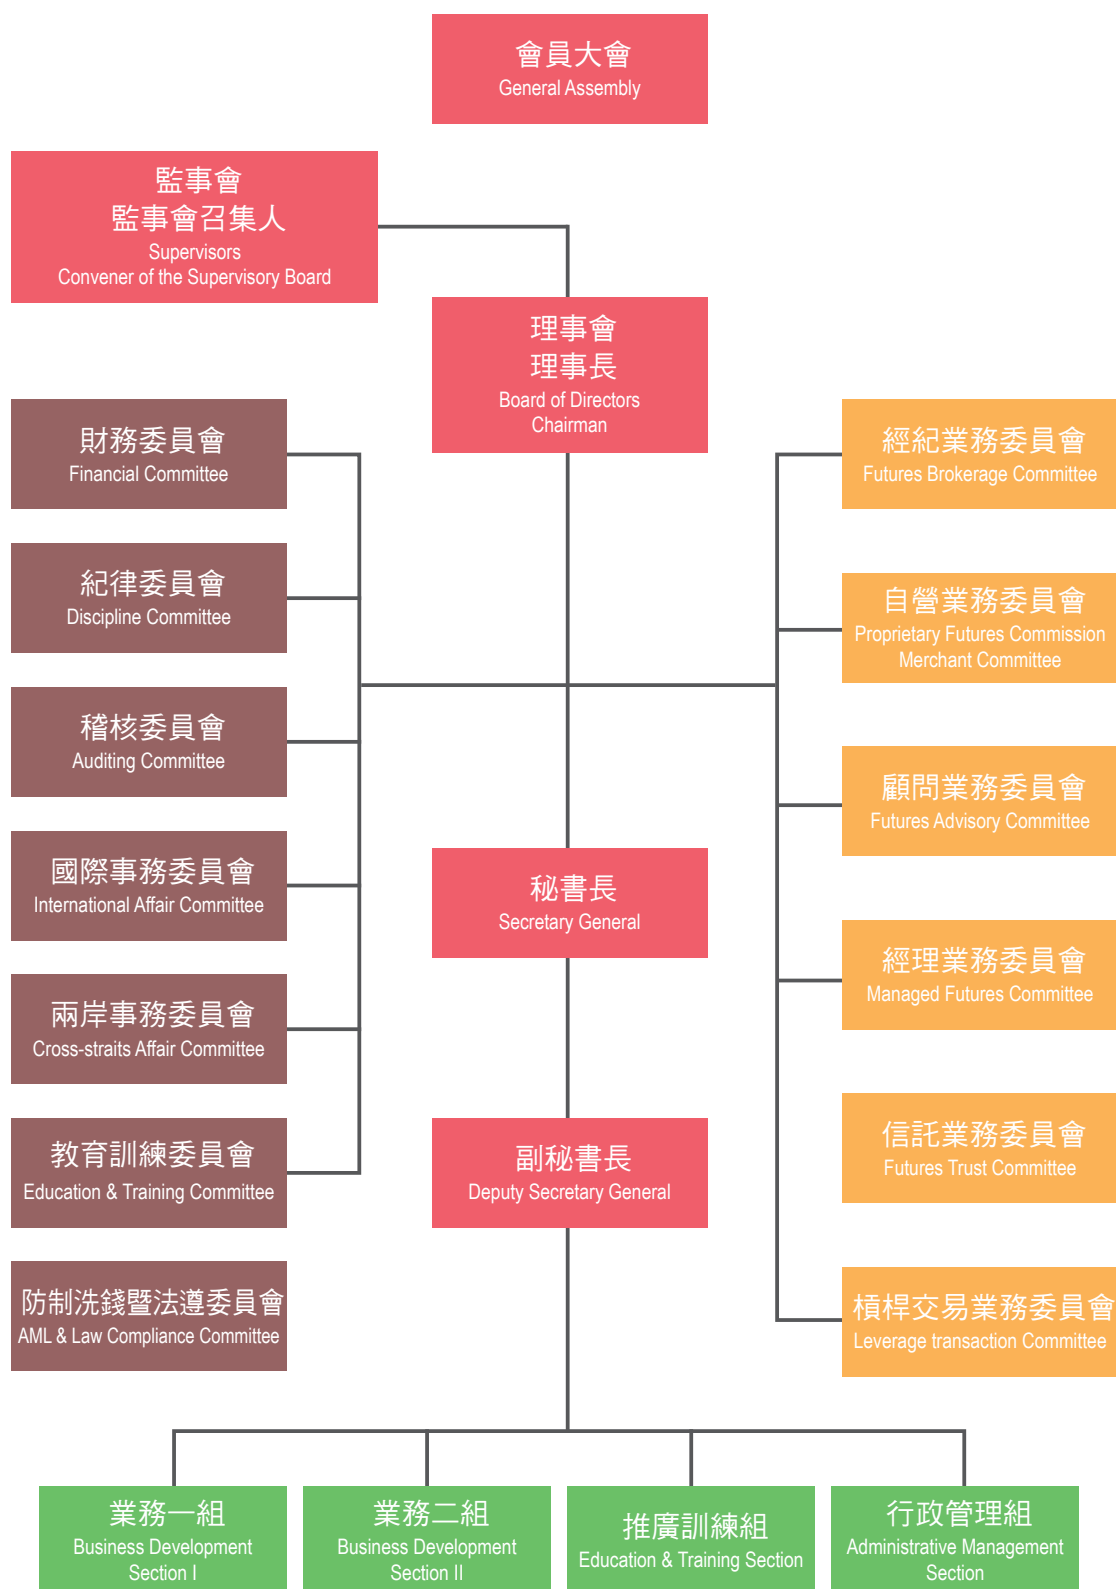 會員大會
General Assembly
監事會
監事會召集人
Supervisors
Convener of the Supervisory Board
理事會
理事長
Board of Directors
Chairman
財務委員會
Financial Committee
紀律委員會
Discipline Committee
稽核委員會
Auditing Committee
國際事務委員會
International Affair Committee
兩岸事務委員會
Cross-straits Affair Committee
教育訓練委員會
Education & Training Committee
防制洗錢暨法遵委員會
AML & Law Compliance Committee
經紀業務委員會
Futures Brokerage Committee
自營業務委員會
Proprietary Futures Commission
Merchant Committee
顧問業務委員會
Futures Advisory Committee
經理業務委員會
Managed Futures Committee
信託業務委員會
Futures Trust Committee
槓桿交易業務委員會
Leverage transaction Committee
秘書長
Secretary General
副秘書長
Deputy Secretary General
業務一組
Business Development
Section I
業務二組
Business Development
Section II
推廣訓練組
Education & Training Section
行政管理組
Administrative Management
Section